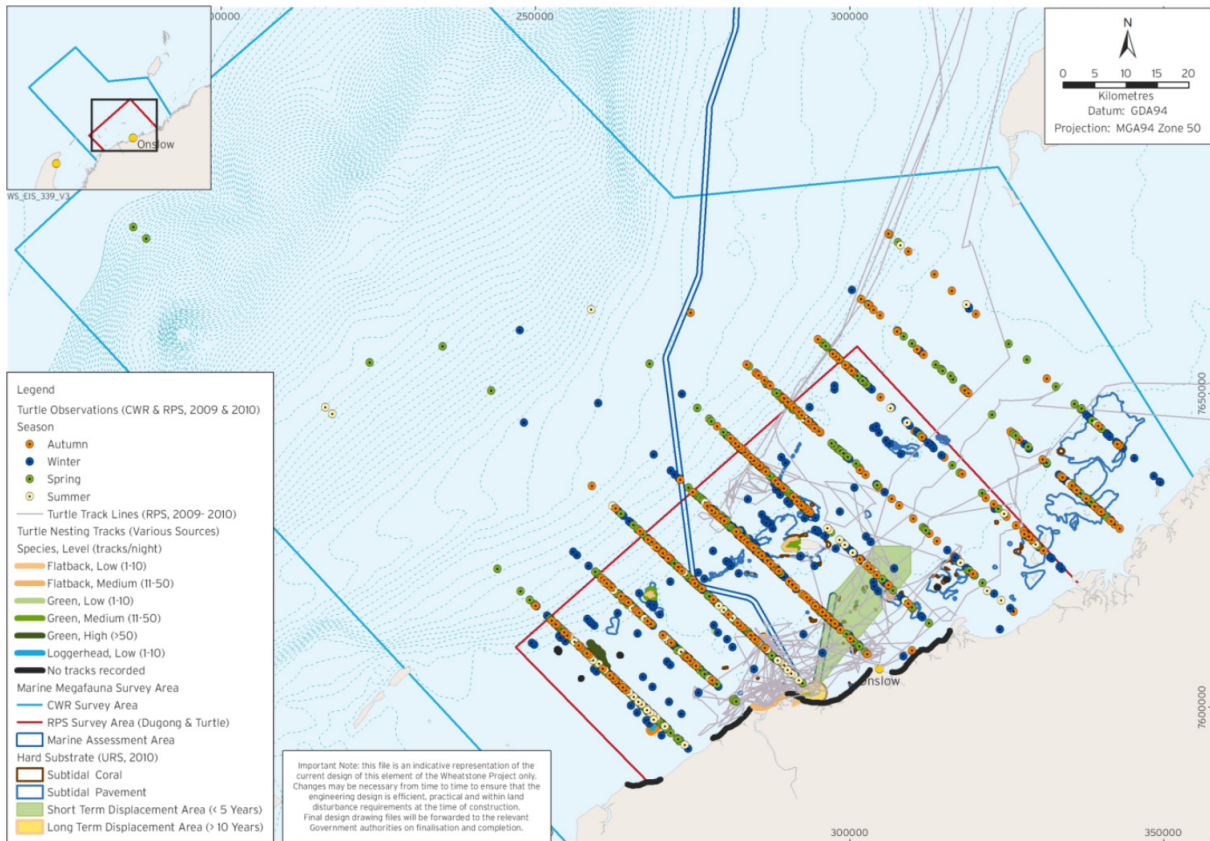 200000
250000
300000
N
0 5 10 15 20
Kilometres
Datum: GDA94
Projection: MGA94 Zone 50
Onslow
WS_EIS_339_V3
7650000
Legend
Turtle Observations (CWR & RPS, 2009 & 2010)
Season
Autumn
Winter
Spring
Summer
Turtle Track Lines (RPS, 2009- 2010)
Turtle Nesting Tracks (Various Sources)
Species, Level (tracks/night)
Flatback, Low (1-10)
Flatback, Medium (11-50)
Green, Low (1-10)
Green, Medium (11-50)
Green, High (>50)
Loggerhead, Low (1-10)
No tracks recorded
Marine Megafauna Survey Area
CWR Survey Area
RPS Survey Area (Dugong & Turtle)
Marine Assessment Area
Hard Substrate (URS, 2010)
Subtidal Coral
Subtidal Pavement
Short Term Displacement Area (< 5 Years)
Long Term Displacement Area (> 10 Years)
Onslow
7600000
Important Note: this file is an indicative representation of the
current design of this element of the Wheatstone Project only.
Changes may be necessary from time to time to ensure that the
engineering design is efficient, practical and within land
disturbance requirements at the time of construction.
Final design drawing files will be forwarded to the relevant
Government authorities on finalisation and completion.
300000
350000